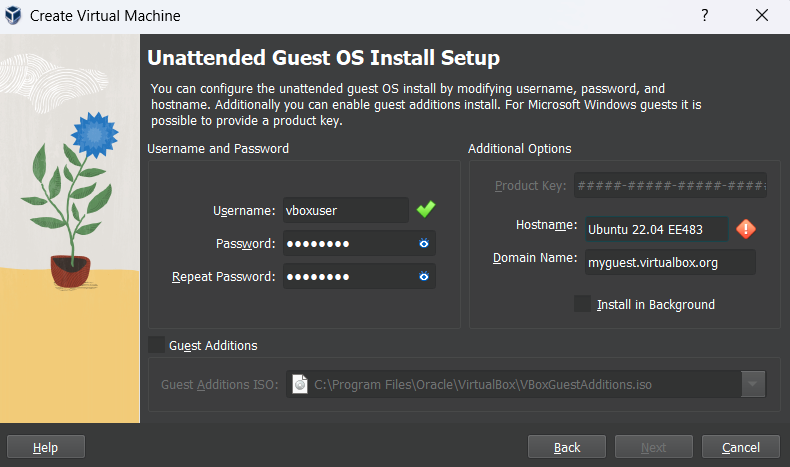 Create Virtual Machine
?
Unattended Guest OS Install Setup
You can configure the unattended guest OS install by modifying username, password, and
hostname. Additionally you can enable guest additions install. For Microsoft Windows guests it is
possible to provide a product key.
Username and Password
Username: vboxuser
Password: ●●●●●●●●
Repeat Password: ●●●●●●●●
Additional Options
Product Key: #####-#####-#####-####
Hostname: Ubuntu 22.04 EE483
Domain Name: myguest.virtualbox.org
Install in Background
Guest Additions
Guest Additions ISO: C:\Program Files\Oracle\VirtualBox\VBoxGuestAdditions.iso
Help
Back
Next
Cancel